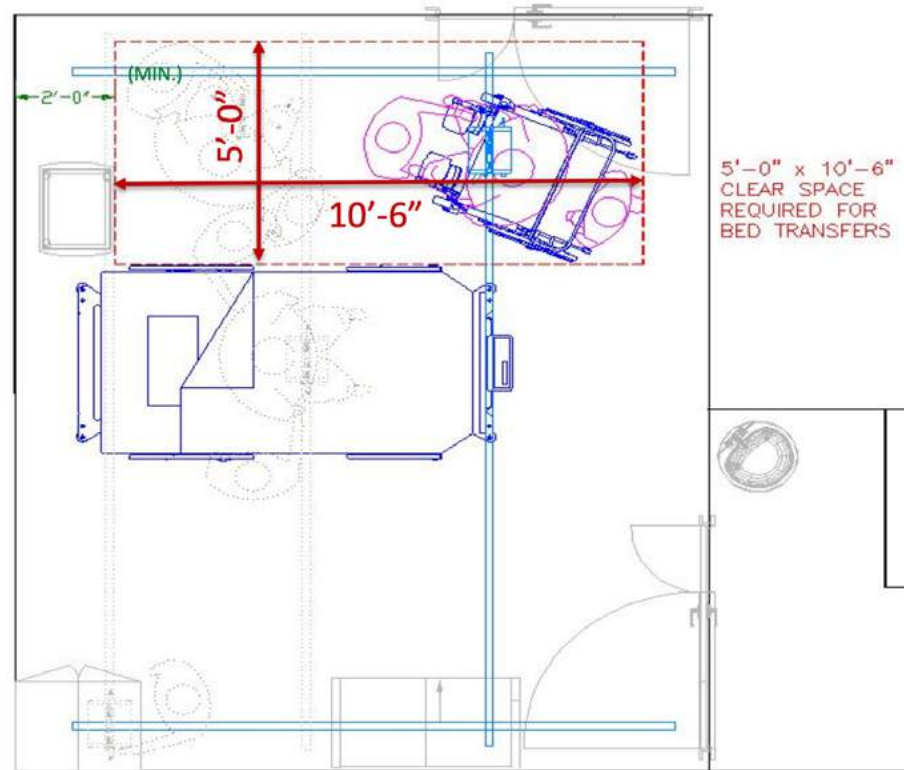 (MIN.)
2'-0"
5'-0"
10'-6"
5'-0" x 10'-6"
CLEAR SPACE
REQUIRED FOR
BED TRANSFERS